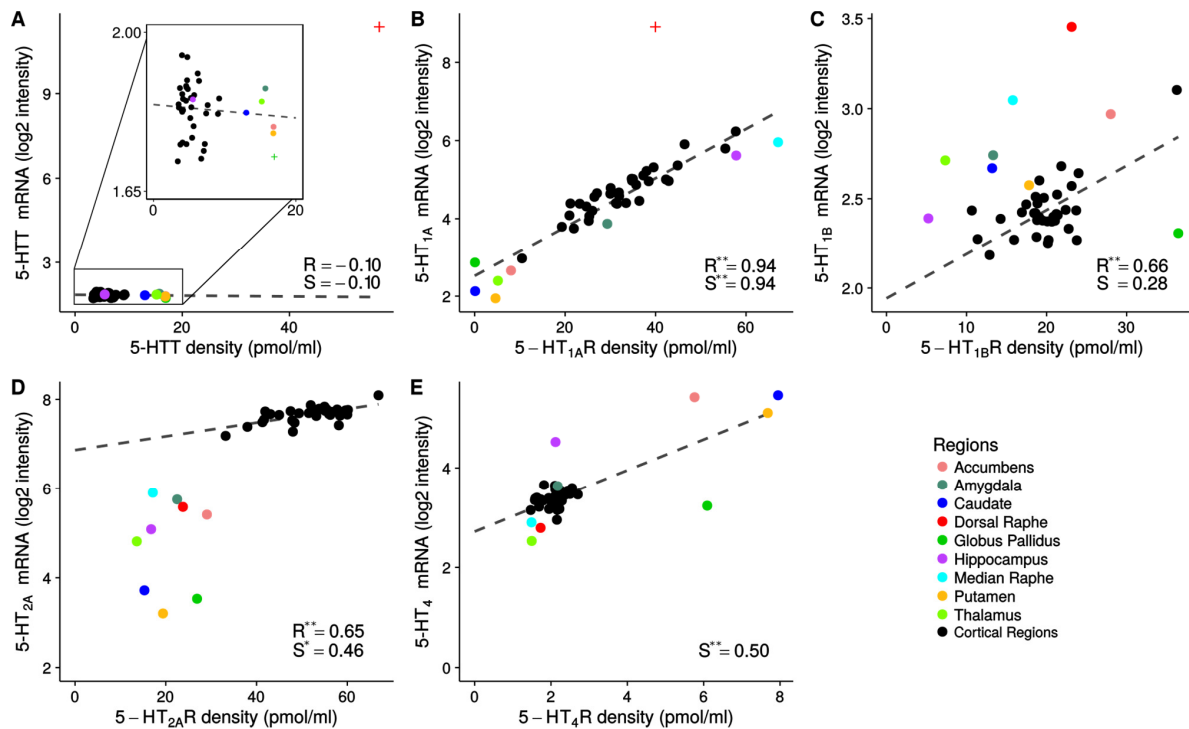 A
5-HTT mRNA (log2 intensity)
9
6
3
2.00
1.65
0
20
R = −0.10
S = −0.10
0
20
40
5-HTT density (pmol/ml)
B
5-HT1A mRNA (log2 intensity)
8
6
4
2
R** = 0.94
S** = 0.94
0
20
40
60
5 – HT1AR density (pmol/ml)
C
5-HT1B mRNA (log2 intensity)
3.5
3.0
2.5
2.0
R** = 0.66
S = 0.28
0
10
20
30
5 – HT1BR density (pmol/ml)
D
5-HT2A mRNA (log2 intensity)
8
6
4
2
R** = 0.65
S* = 0.46
0
20
40
60
5 – HT2AR density (pmol/ml)
E
5-HT4 mRNA (log2 intensity)
4
2
0
S** = 0.50
0
2
4
6
8
5 – HT4R density (pmol/ml)
Regions
Accumbens
Amygdala
Caudate
Dorsal Raphe
Globus Pallidus
Hippocampus
Median Raphe
Putamen
Thalamus
Cortical Regions